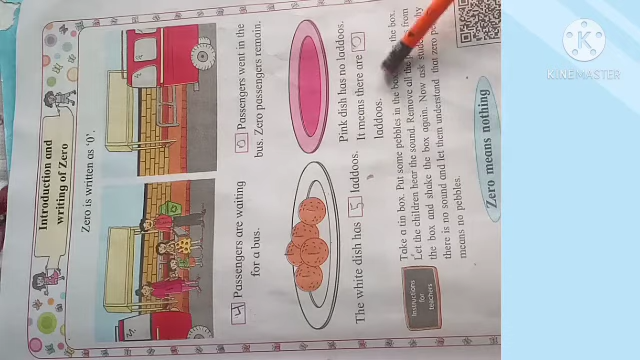 Introduction and
writing of Zero
Zero is written as '0'.
4 Passengers are waiting
for a bus.
0 Passengers went in the
bus. Zero passengers remain.
The white dish has 5 laddoos.
Pink dish has no laddoos.
It means there are 0
laddoos.
Instructions
for
teachers
Take a tin box. Put some pebbles in the box. the box.
Let the children hear the sound. Remove all the from
the box and shake the box again. Now ask by
there is no sound and let them understand that zero
means no pebbles.
Zero means nothing
KINEMASTER